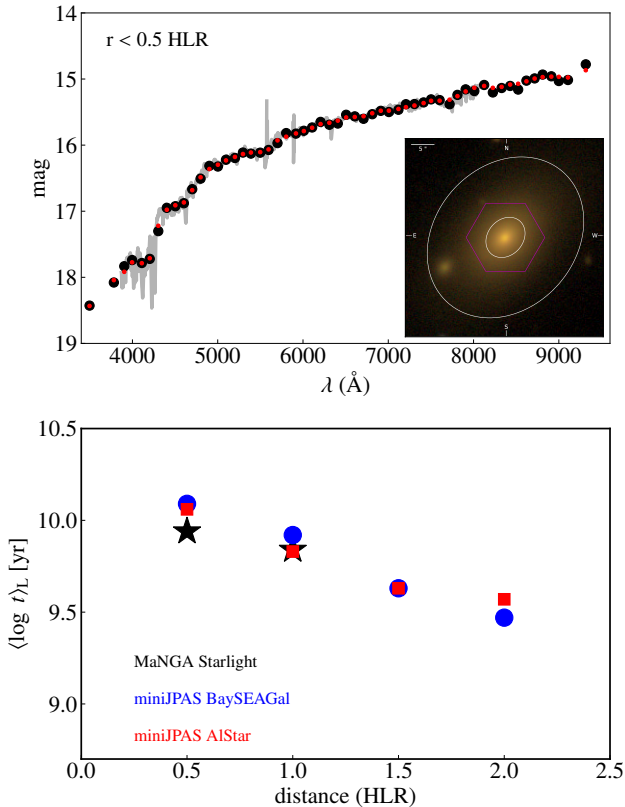 14
15
16
17
18
19
mag
r < 0.5 HLR
5 "
N
E
W
S
4000 5000 6000 7000 8000 9000
λ (Å)
10.5
10.0
9.5
9.0
⟨log t⟩L [yr]
MaNGA Starlight
miniJPAS BaySEAGal
miniJPAS AlStar
0.0 0.5 1.0 1.5 2.0 2.5
distance (HLR)